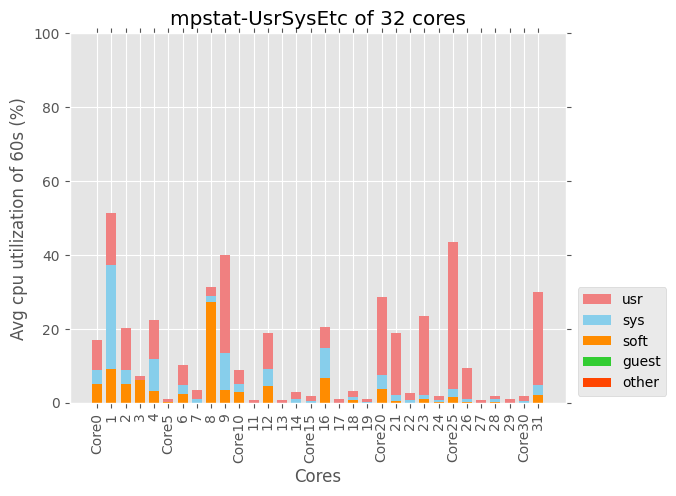 mpstat-UsrSysEtc of 32 cores
Avg cpu utilization of 60s (%)
100
80
60
40
20
0
Core0
1
2
3
4
Core5
6
7
8
9
Core10
11
12
13
14
Core15
16
17
18
19
Core20
21
22
23
24
Core25
26
27
28
29
Core30
31
Cores
usr
sys
soft
guest
other